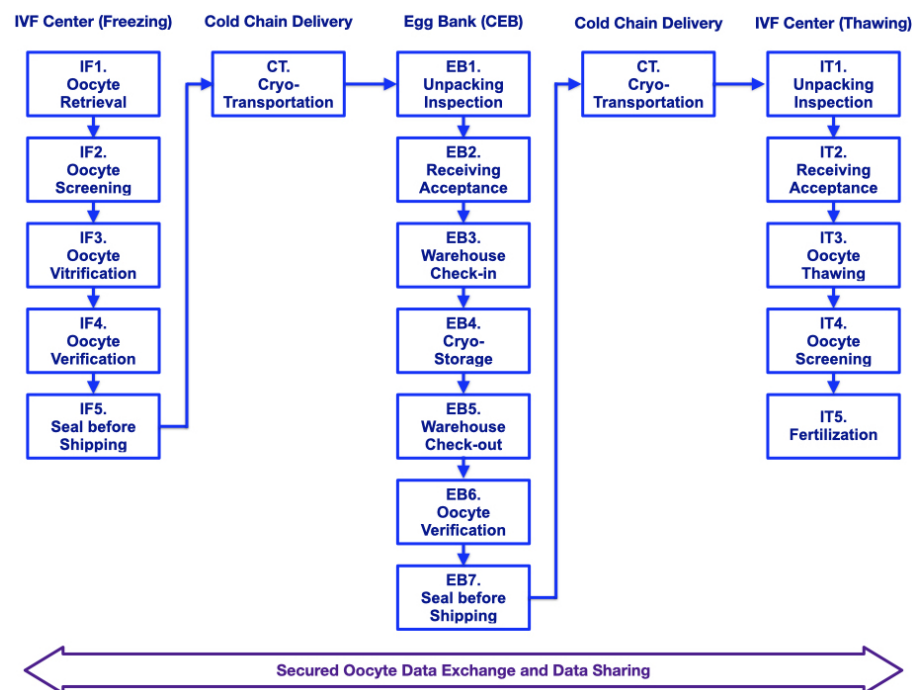 IVF Center (Freezing)
IF1.
Oocyte
Retrieval
IF2.
Oocyte
Screening
IF3.
Oocyte
Vitrification
IF4.
Oocyte
Verification
IF5.
Seal before
Shipping
Cold Chain Delivery
CT.
Cryo-
Transportation
Egg Bank (CEB)
EB1.
Unpacking
Inspection
EB2.
Receiving
Acceptance
EB3.
Warehouse
Check-in
EB4.
Cryo-
Storage
EB5.
Warehouse
Check-out
EB6.
Oocyte
Verification
EB7.
Seal before
Shipping
Cold Chain Delivery
CT.
Cryo-
Transportation
IVF Center (Thawing)
IT1.
Unpacking
Inspection
IT2.
Receiving
Acceptance
IT3.
Oocyte
Thawing
IT4.
Oocyte
Screening
IT5.
Fertilization
Secured Oocyte Data Exchange and Data Sharing